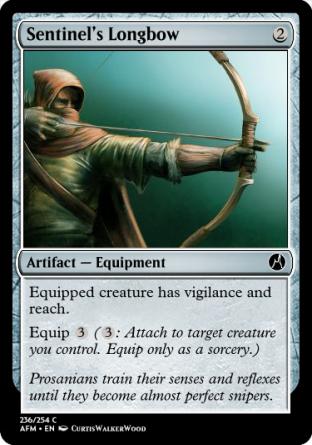 Sentinel's Longbow 2
Artifact — Equipment
Equipped creature has vigilance and
reach.
Equip 3 ( 3: Attach to target creature
you control. Equip only as a sorcery.)
Prosanians train their senses and reflexes
until they become almost perfect snipers.
236/254 C
AFM • EN CurtisWalkerWood